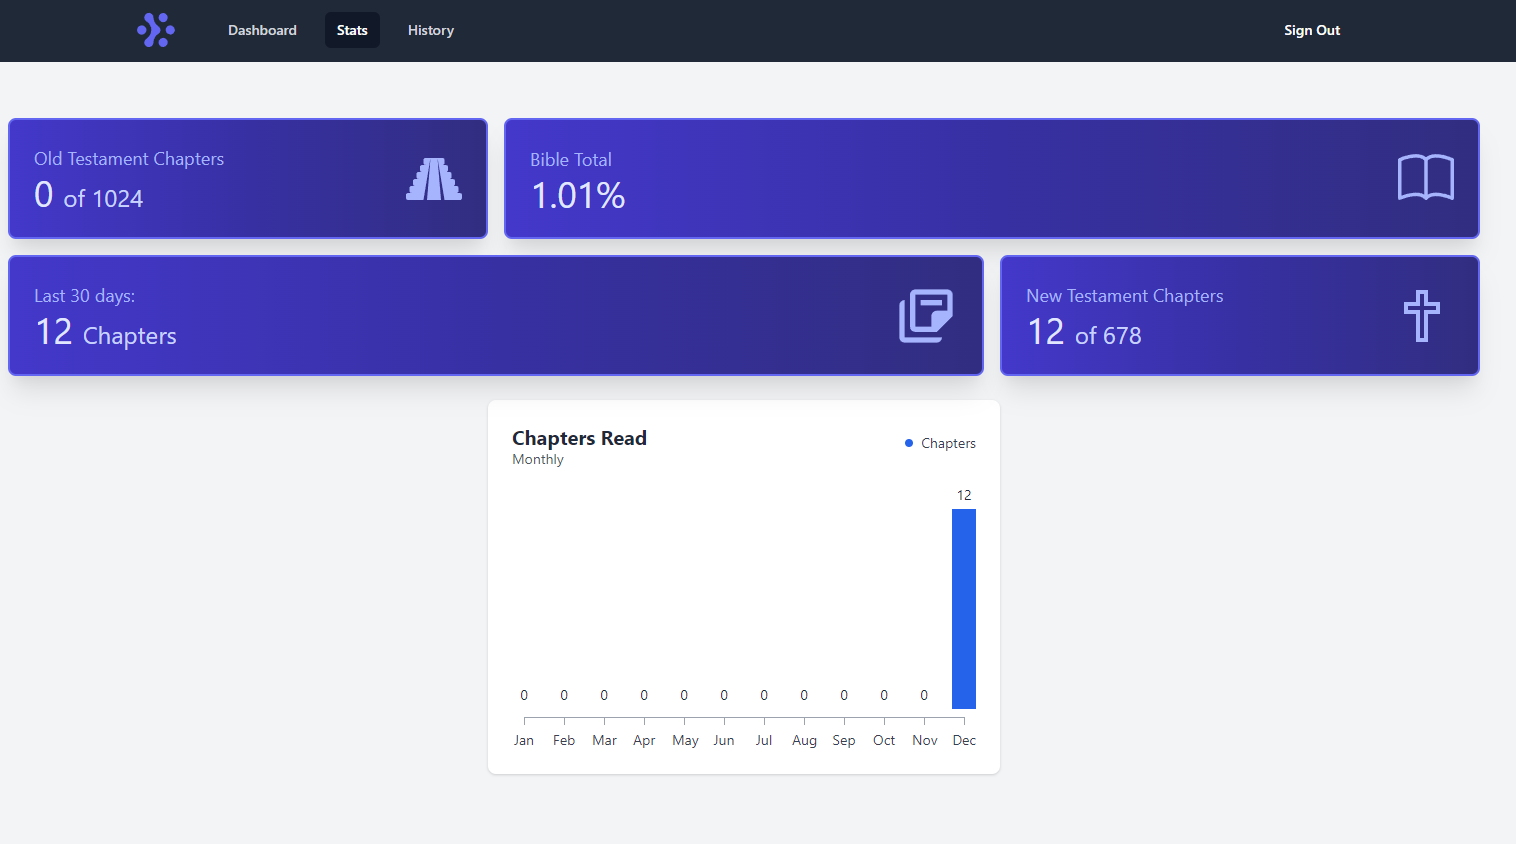 Dashboard
Stats
History
Sign Out
Old Testament Chapters
0 of 1024
Bible Total
1.01%
Last 30 days:
12 Chapters
New Testament Chapters
12 of 678
Chapters Read
Monthly
Chapters
12
0 0 0 0 0 0 0 0 0 0 0
Jan Feb Mar Apr May Jun Jul Aug Sep Oct Nov Dec